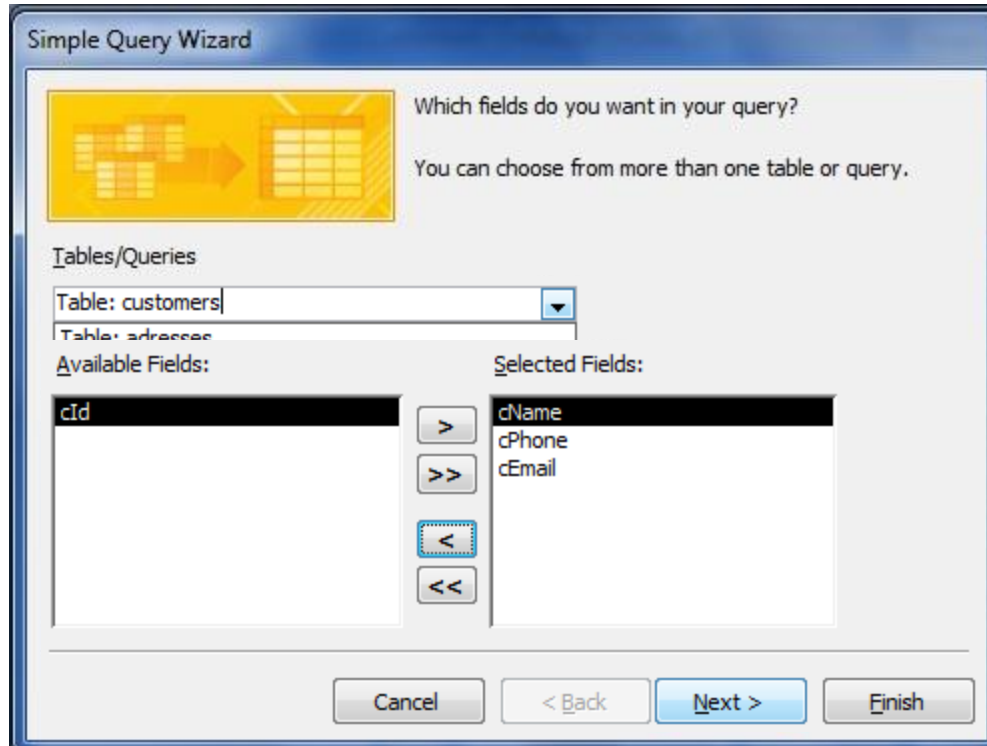 Simple Query Wizard
Which fields do you want in your query?
You can choose from more than one table or query.
Tables/Queries
Table: customers
Table: adresses
Available Fields:
Selected Fields:
cId
cName
cPhone
cEmail
>
>>
<
<<
Cancel
< Back
Next >
Finish